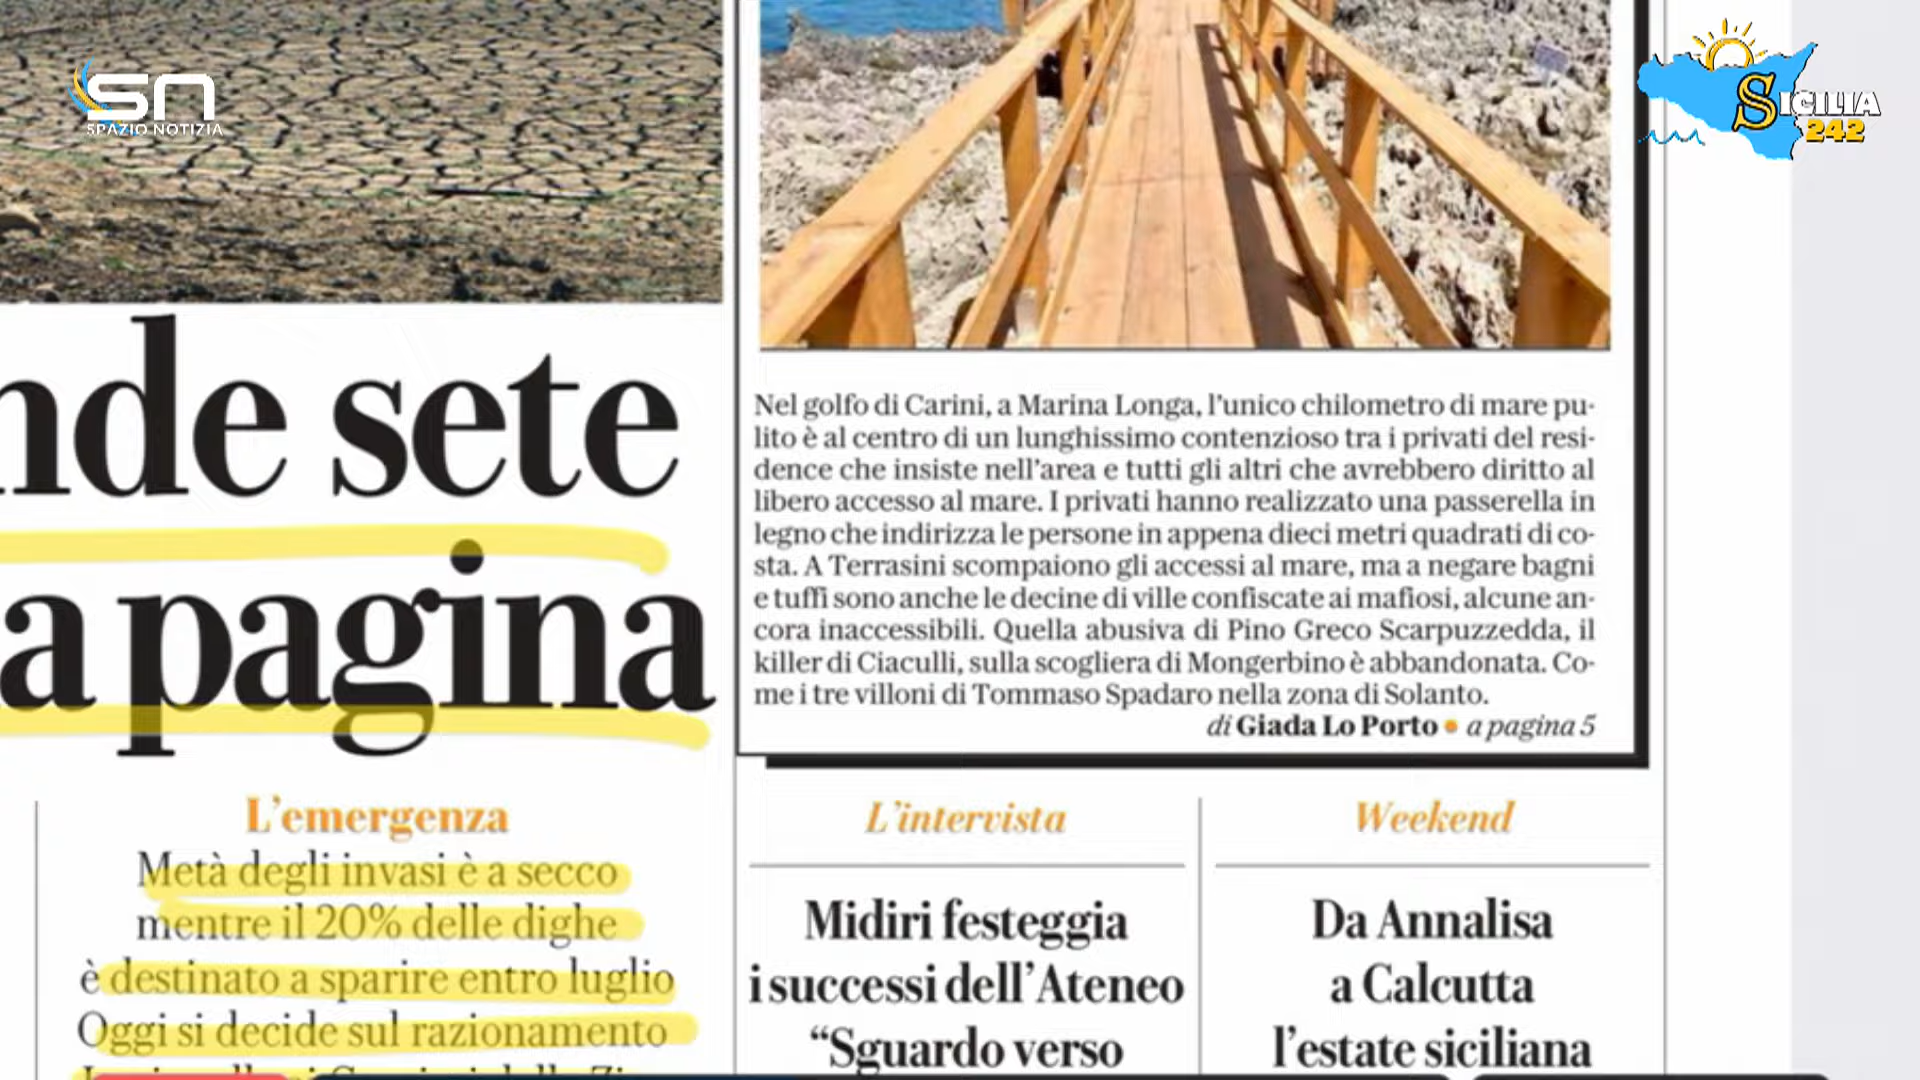 SN
SPAZIO NOTIZIA
SICILIA
242
nde sete
a pagina
L'emergenza
Metà degli invasi è a secco
mentre il 20% delle dighe
è destinato a sparire entro luglio
Oggi si decide sul razionamento
Nel golfo di Carini, a Marina Longa, l'unico chilometro di mare pu-
lito è al centro di un lunghissimo contenzioso tra i privati del resi-
dence che insiste nell'area e tutti gli altri che avrebbero diritto al
libero accesso al mare. I privati hanno realizzato una passerella in
legno che indirizza le persone in appena dieci metri quadrati di co-
sta. A Terrasini scompaiono gli accessi al mare, ma a negare bagni
e tuffi sono anche le decine di ville confiscate ai mafiosi, alcune an-
cora inaccessibili. Quella abusiva di Pino Greco Scarpuzzedda, il
killer di Ciaculli, sulla scogliera di Mongerbino è abbandonata. Co-
me i tre villoni di Tommaso Spadaro nella zona di Solanto.
di Giada Lo Porto • a pagina 5
L'intervista
Midiri festeggia
i successi dell'Ateneo
“Sguardo verso
Weekend
Da Annalisa
a Calcutta
l'estate siciliana